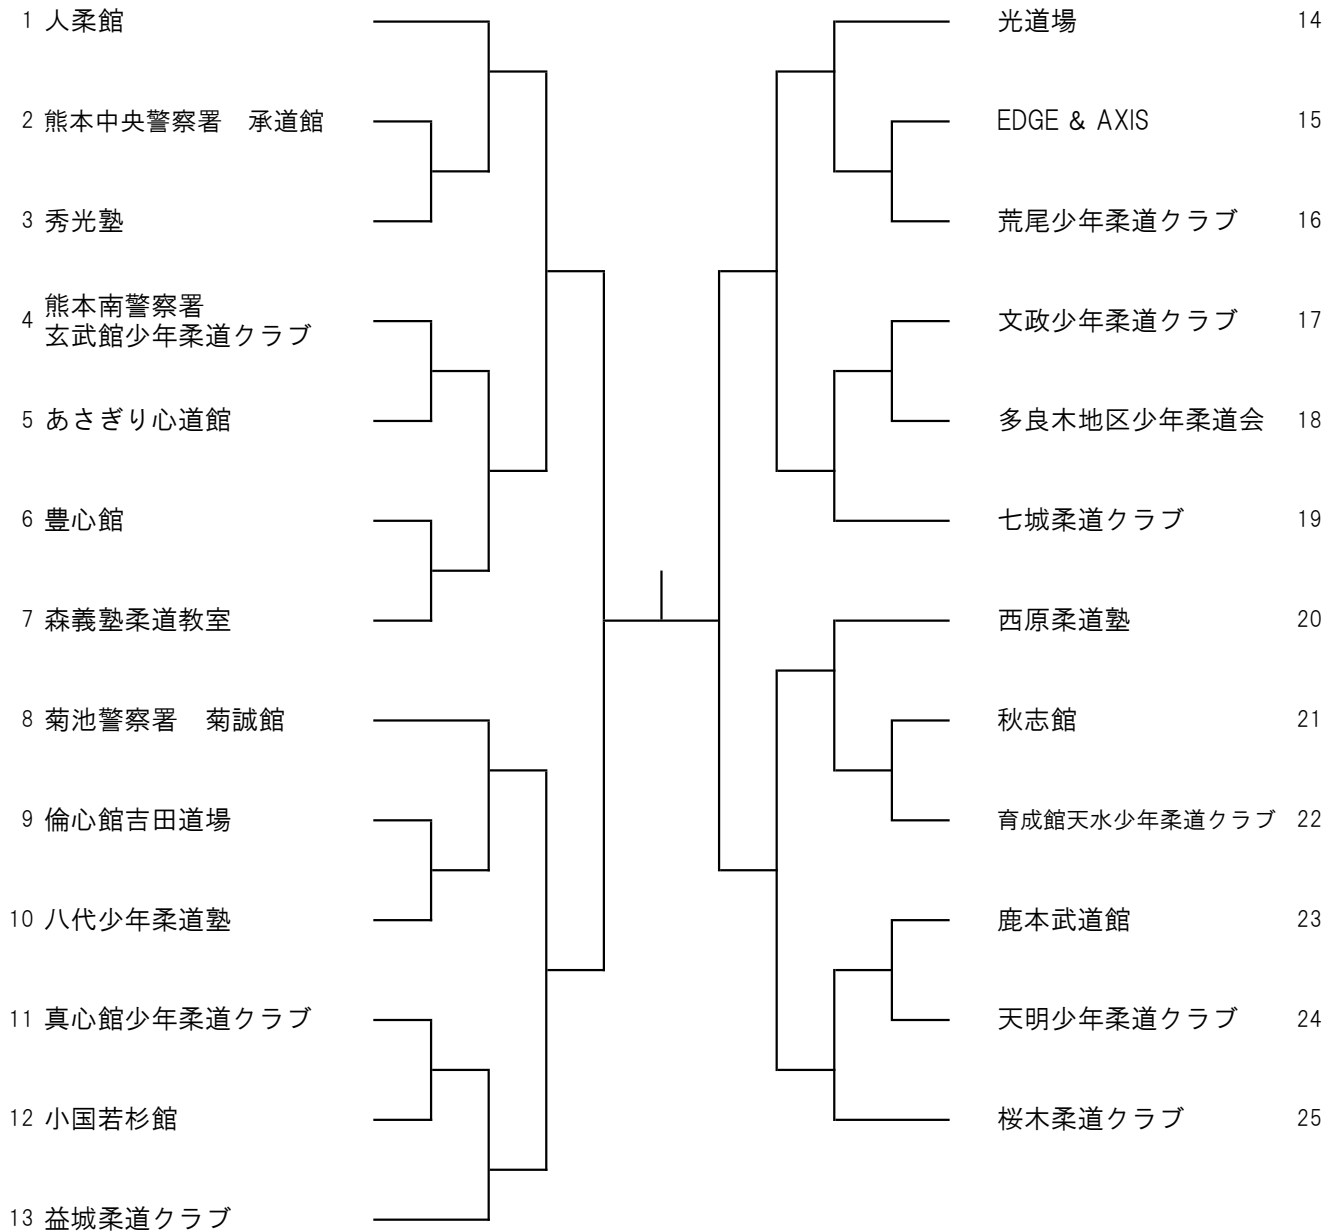 1 人柔館
2 熊本中央警察署　承道館
3 秀光塾
4 熊本南警察署
玄武館少年柔道クラブ
5 あさぎり心道館
6 豊心館
7 森義塾柔道教室
8 菊池警察署　菊誠館
9 倫心館吉田道場
10 八代少年柔道塾
11 真心館少年柔道クラブ
12 小国若杉館
13 益城柔道クラブ
光道場 14
EDGE & AXIS 15
荒尾少年柔道クラブ 16
文政少年柔道クラブ 17
多良木地区少年柔道会 18
七城柔道クラブ 19
西原柔道塾 20
秋志館 21
育成館天水少年柔道クラブ 22
鹿本武道館 23
天明少年柔道クラブ 24
桜木柔道クラブ 25